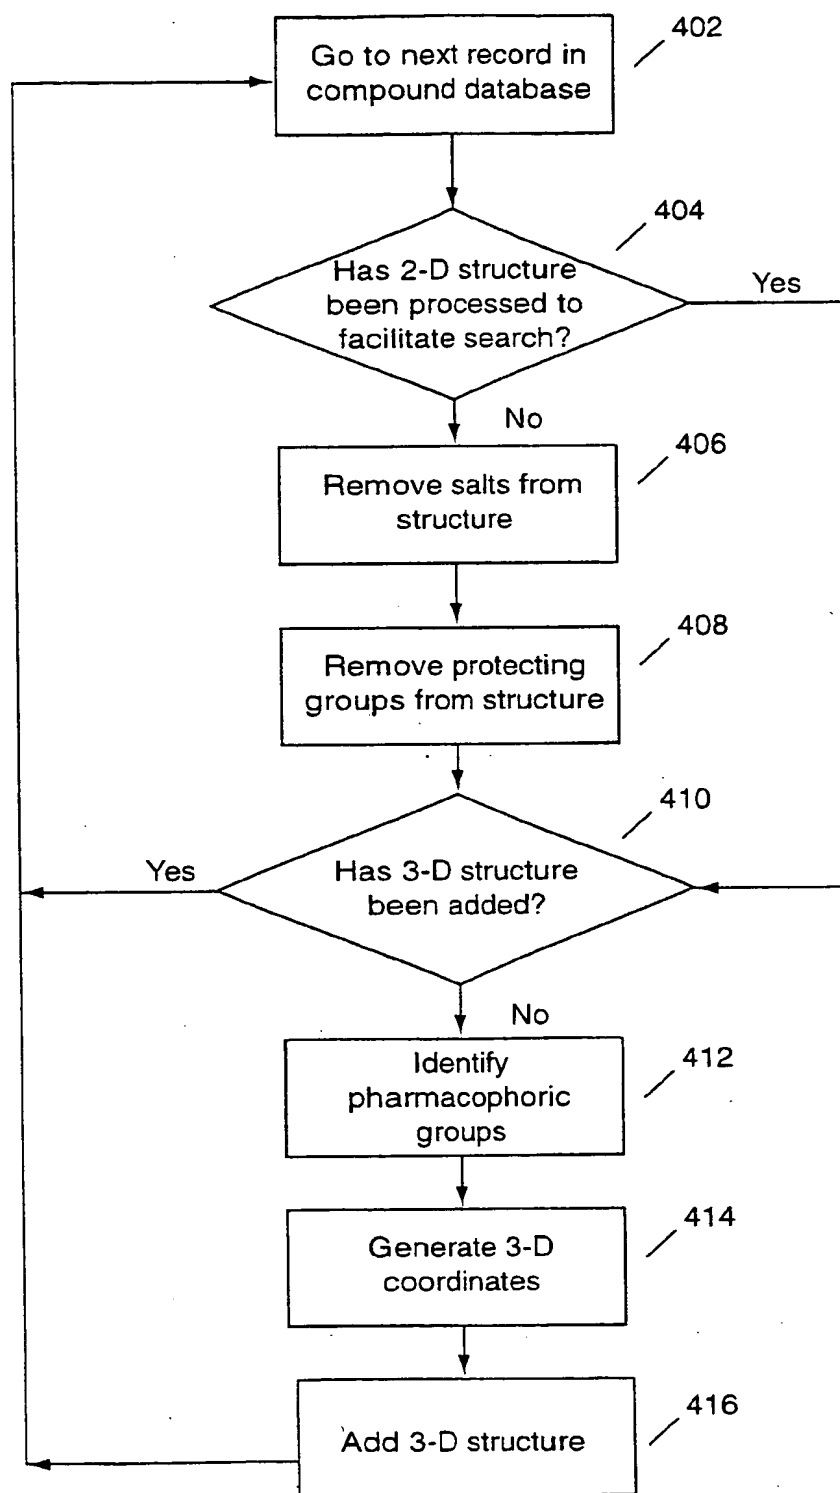 Go to next record in
compound database
402
404
Has 2-D structure
been processed to
facilitate search?
Yes
No
406
Remove salts from
structure
408
Remove protecting
groups from structure
410
Yes
Has 3-D structure
been added?
No
412
Identify
pharmacophoric
groups
414
Generate 3-D
coordinates
416
Add 3-D structure